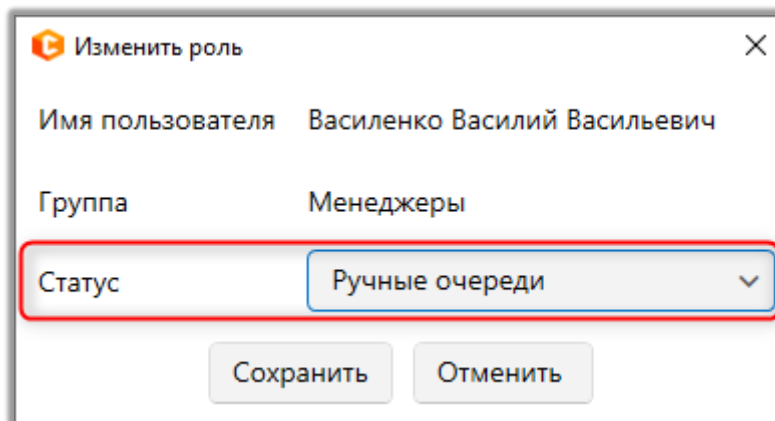 Изменить роль
Имя пользователя Василенко Василий Васильевич
Группа Менеджеры
Статус Ручные очереди
Сохранить Отменить